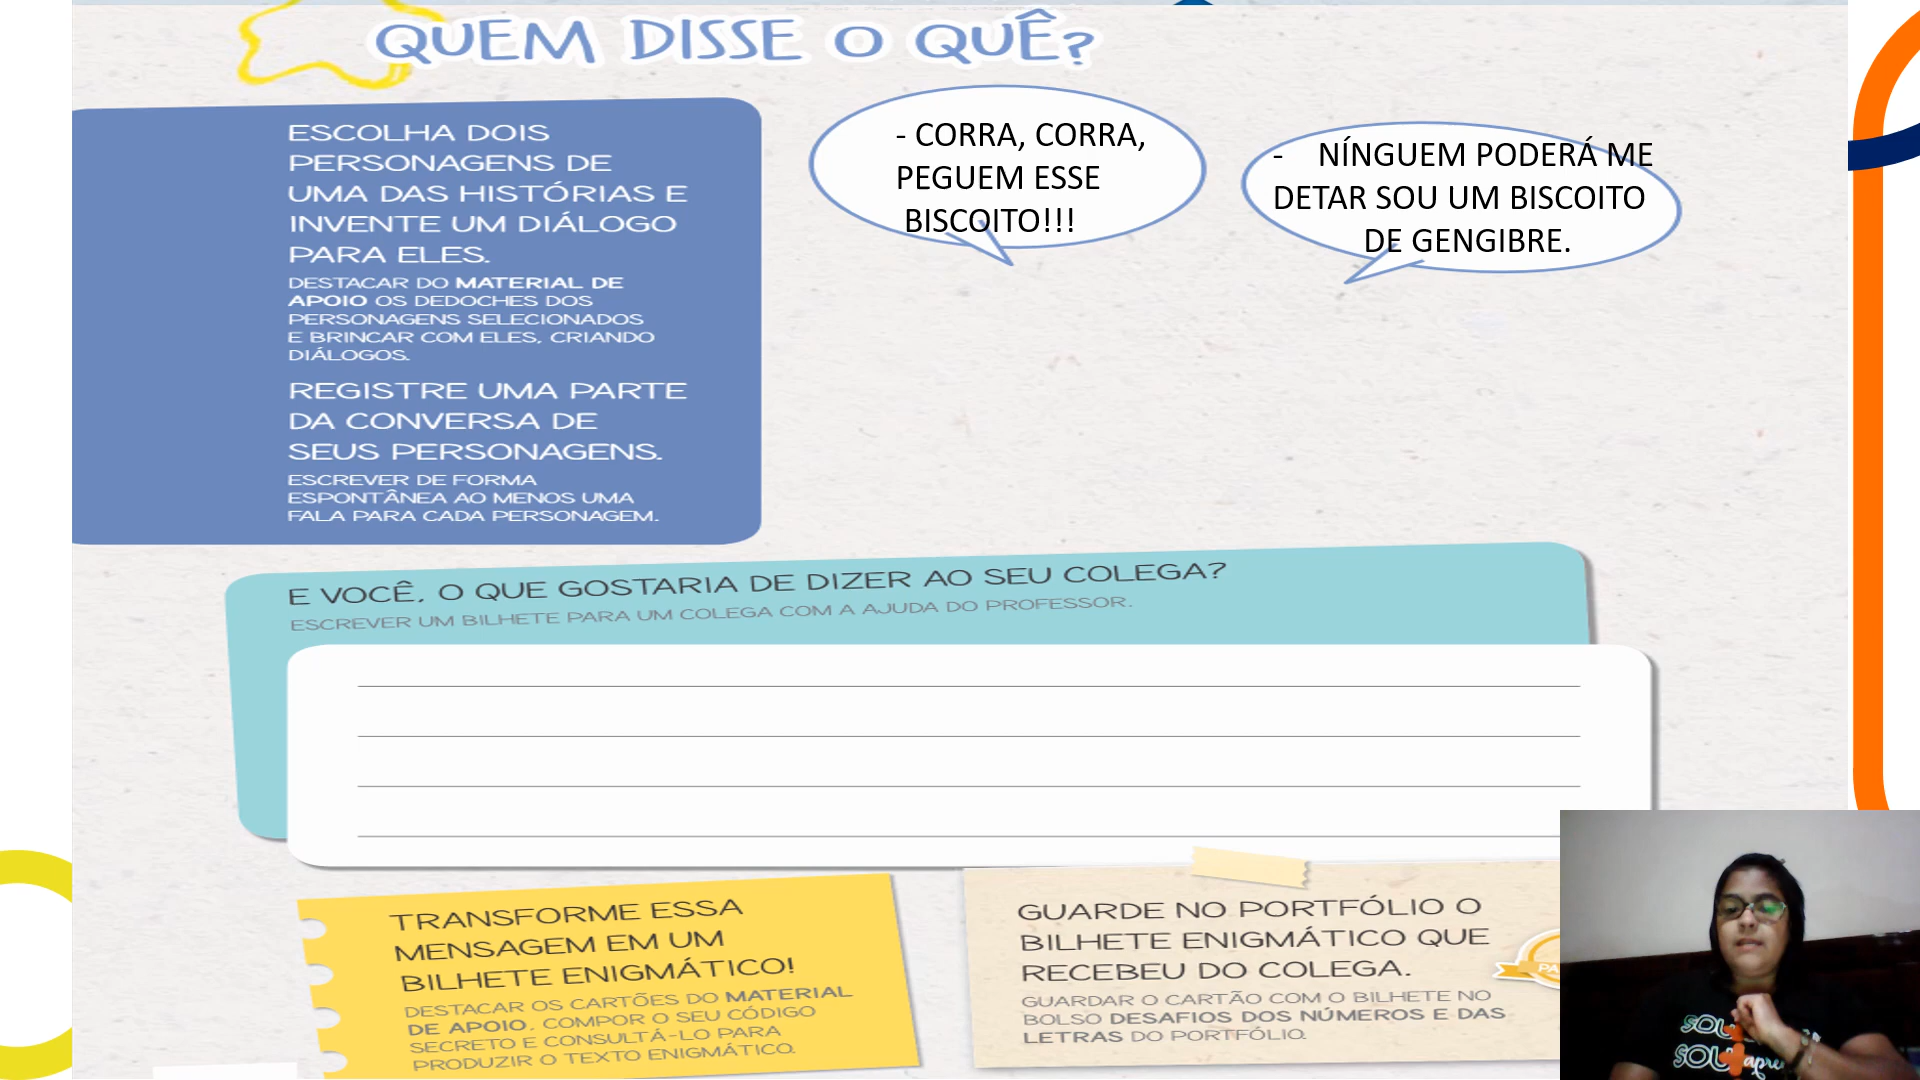 QUEM DISSE O QUÊ?
ESCOLHA DOIS
PERSONAGENS DE
UMA DAS HISTÓRIAS E
INVENTE UM DIÁLOGO
PARA ELES.
DESTACAR DO MATERIAL DE
APOIO OS DEDOCHES DOS
PERSONAGENS SELECIONADOS
E BRINCAR COM ELES, CRIANDO
DIÁLOGOS.
REGISTRE UMA PARTE
DA CONVERSA DE
SEUS PERSONAGENS.
ESCREVER DE FORMA
ESPONTÂNEA AO MENOS UMA
FALA PARA CADA PERSONAGEM.
- CORRA, CORRA,
PEGUEM ESSE
BISCOITO!!!
- NÍNGUEM PODERÁ ME
DETAR SOU UM BISCOITO
DE GENGIBRE.
E VOCÊ, O QUE GOSTARIA DE DIZER AO SEU COLEGA?
ESCREVER UM BILHETE PARA UM COLEGA COM A AJUDA DO PROFESSOR.
TRANSFORME ESSA
MENSAGEM EM UM
BILHETE ENIGMÁTICO!
DESTACAR OS CARTÕES DO MATERIAL
DE APOIO, COMPOR O SEU CÓDIGO
SECRETO E CONSULTÁ-LO PARA
PRODUZIR O TEXTO ENIGMÁTICO.
GUARDE NO PORTFÓLIO O
BILHETE ENIGMÁTICO QUE
RECEBEU DO COLEGA.
GUARDAR O CARTÃO COM O BILHETE NO
BOLSO DESAFIOS DOS NÚMEROS E DAS
LETRAS DO PORTFÓLIO.